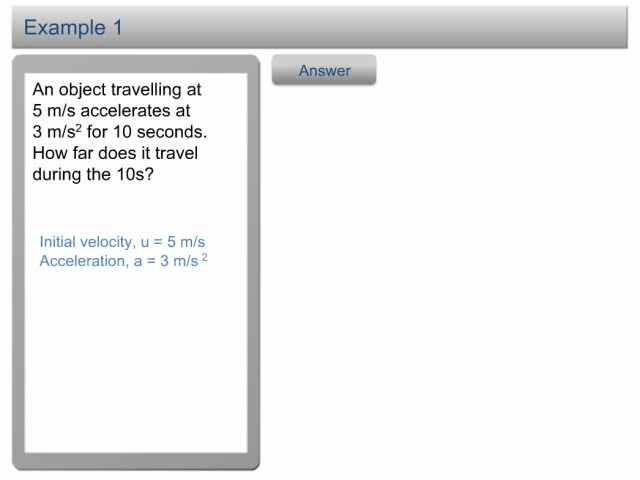 Example 1
An object travelling at
5 m/s accelerates at
3 m/s² for 10 seconds.
How far does it travel
during the 10s?
Initial velocity, u = 5 m/s
Acceleration, a = 3 m/s ²
Answer